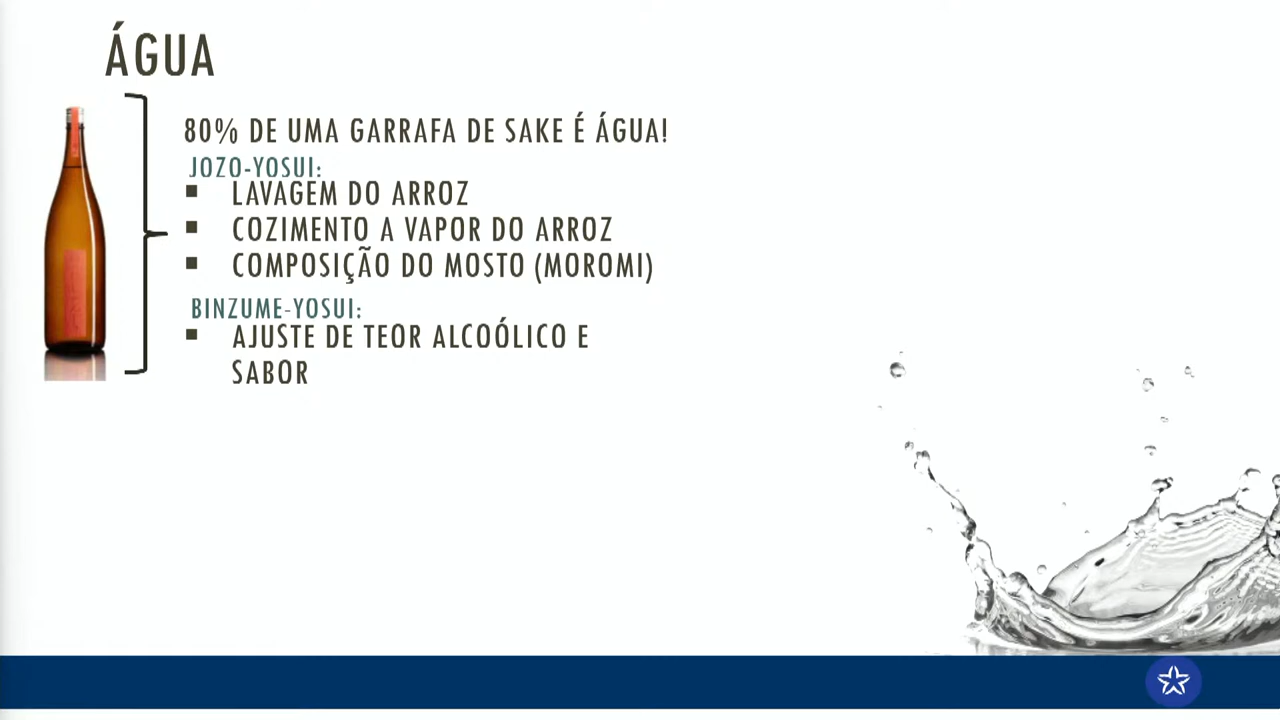 ÁGUA
80% DE UMA GARRAFA DE SAKE É ÁGUA!
JOZO-YOSUI:
▪ LAVAGEM DO ARROZ
▪ COZIMENTO A VAPOR DO ARROZ
▪ COMPOSIÇÃO DO MOSTO (MOROMI)
BINZUME-YOSUI:
▪ AJUSTE DE TEOR ALCOÓLICO E
SABOR